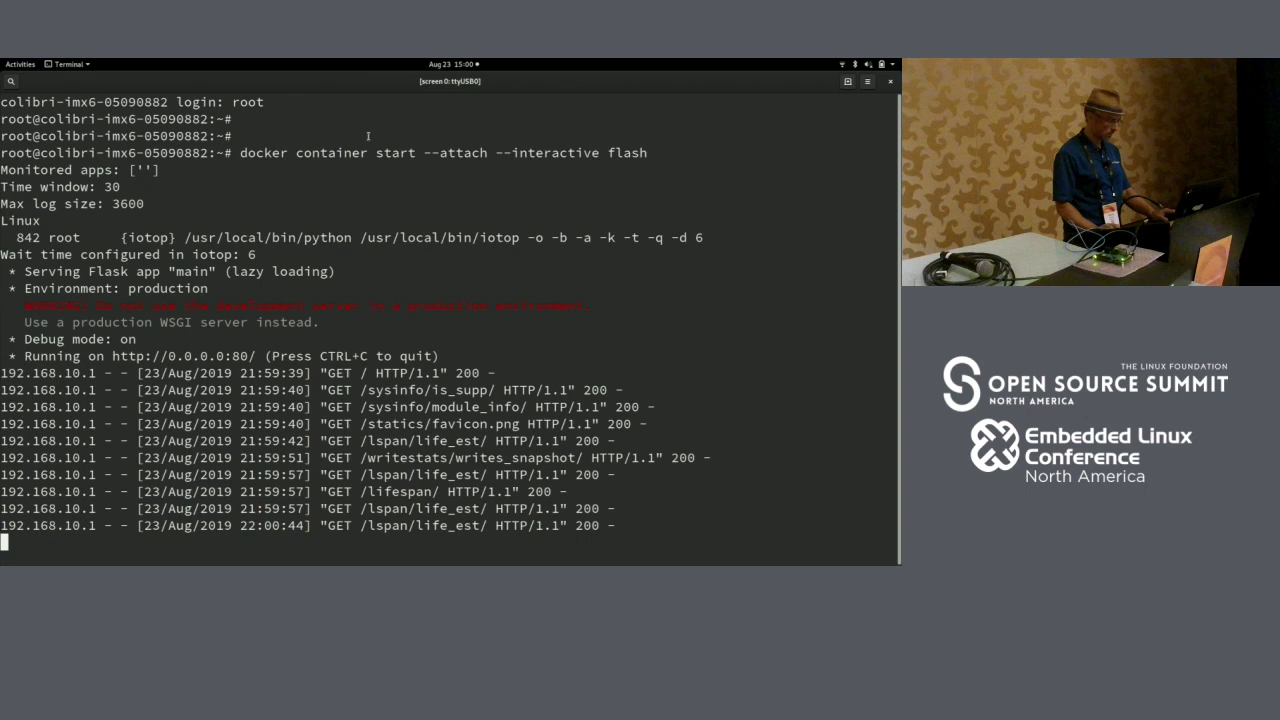 Activities
Terminal
Aug 23 15:00
[screen 0: ttyUSB0]
colibri-imx6-05090882 login: root
root@colibri-imx6-05090882:~#
root@colibri-imx6-05090882:~#
root@colibri-imx6-05090882:~# docker container start --attach --interactive flash
Monitored apps: ['']
Time window: 30
Max log size: 3600
Linux
842 root     {iotop} /usr/local/bin/python /usr/local/bin/iotop -o -b -a -k -t -q -d 6
Wait time configured in iotop: 6
* Serving Flask app "main" (lazy loading)
* Environment: production
WARNING: Do not use the development server in a production environment.
Use a production WSGI server instead.
* Debug mode: on
* Running on http://0.0.0.0:80/ (Press CTRL+C to quit)
192.168.10.1 - - [23/Aug/2019 21:59:39] "GET / HTTP/1.1" 200 -
192.168.10.1 - - [23/Aug/2019 21:59:40] "GET /sysinfo/is_supp/ HTTP/1.1" 200 -
192.168.10.1 - - [23/Aug/2019 21:59:40] "GET /sysinfo/module_info/ HTTP/1.1" 200 -
192.168.10.1 - - [23/Aug/2019 21:59:40] "GET /statics/favicon.png HTTP/1.1" 200 -
192.168.10.1 - - [23/Aug/2019 21:59:42] "GET /lspan/life_est/ HTTP/1.1" 200 -
192.168.10.1 - - [23/Aug/2019 21:59:51] "GET /writestats/writes_snapshot/ HTTP/1.1" 200 -
192.168.10.1 - - [23/Aug/2019 21:59:57] "GET /lspan/life_est/ HTTP/1.1" 200 -
192.168.10.1 - - [23/Aug/2019 21:59:57] "GET /lifespan/ HTTP/1.1" 200 -
192.168.10.1 - - [23/Aug/2019 21:59:57] "GET /lspan/life_est/ HTTP/1.1" 200 -
192.168.10.1 - - [23/Aug/2019 22:00:44] "GET /lspan/life_est/ HTTP/1.1" 200 -
THE LINUX FOUNDATION
OPEN SOURCE SUMMIT
NORTH AMERICA
Embedded Linux
Conference
North America